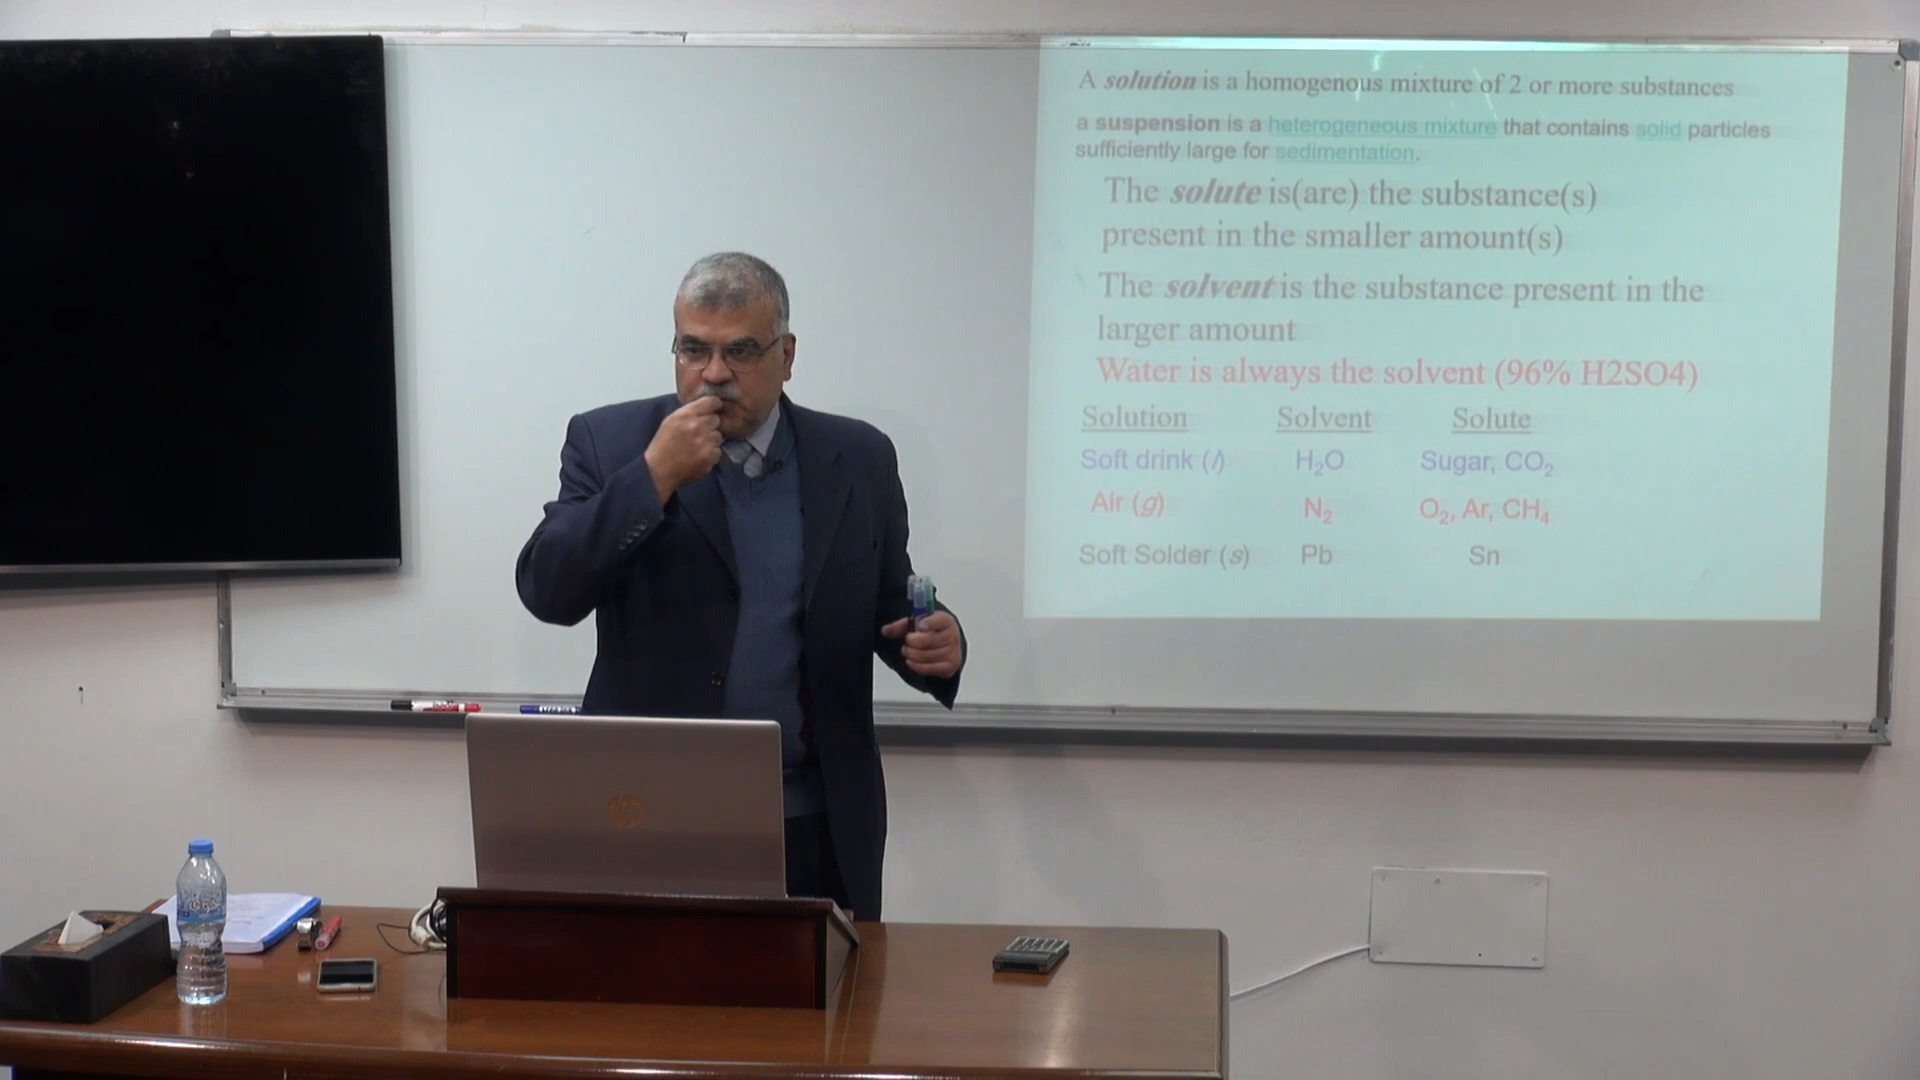 A solution is a homogenous mixture of 2 or more substances
a suspension is a heterogeneous mixture that contains solid particles
sufficiently large for sedimentation.
The solute is(are) the substance(s)
present in the smaller amount(s)
The solvent is the substance present in the
larger amount
Water is always the solvent (96% H2SO4)
Solution Solvent Solute
Soft drink (l) H₂O Sugar, CO₂
Air (g) N₂ O₂, Ar, CH₄
Soft Solder (s) Pb Sn
hp